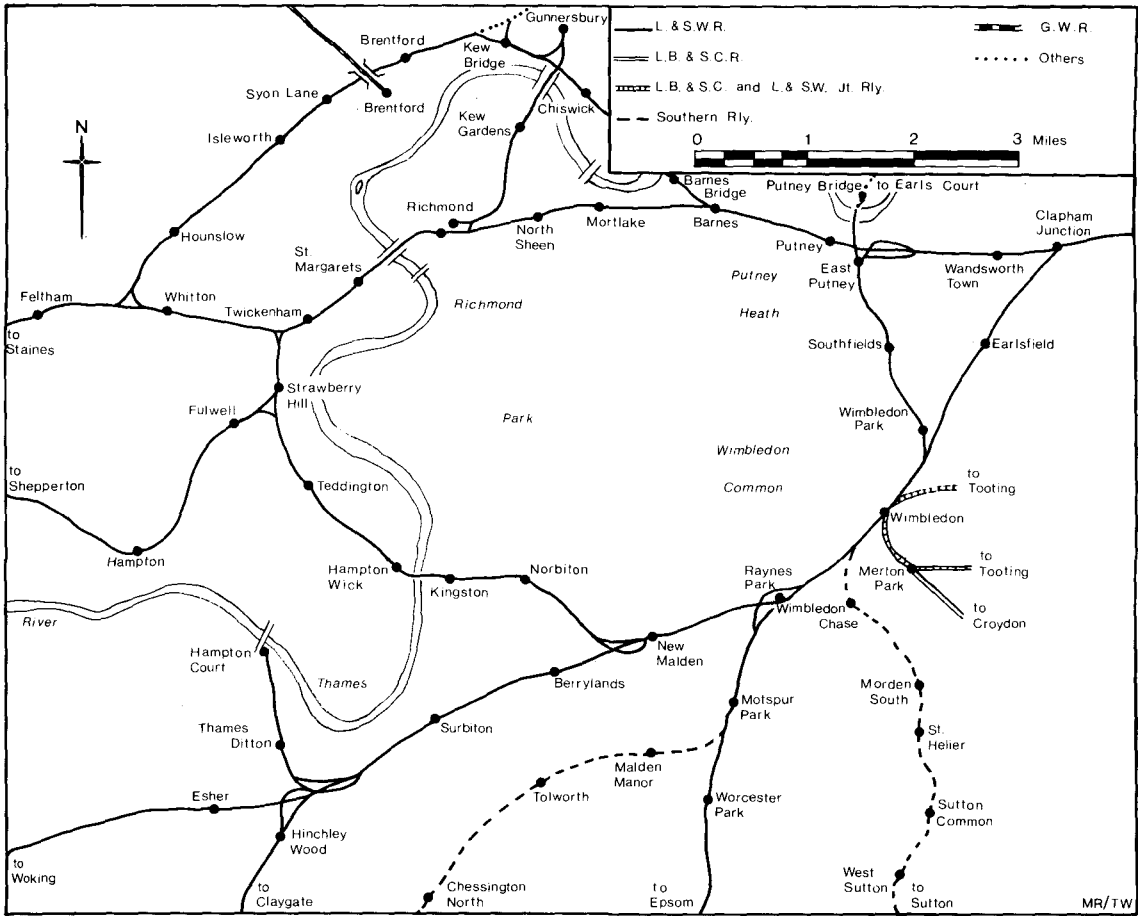 Gunnersbury
Brentford
Kew
Bridge
Syon Lane
Brentford
Chiswick
Kew
Gardens
Isleworth
N
L. & S.W.R.
G.W.R.
L.B. & S.C.R.
Others
L.B. & S.C. and L. & S.W. Jt. Rly.
Southern Rly.
0 1 2 3 Miles
Barnes
Bridge
Putney Bridge
to Earls Court
Richmond
Mortlake
Barnes
Clapham
Junction
North
Sheen
Hounslow
Putney
St.
Margarets
East
Putney
Wandsworth
Town
Putney
Heath
Feltham
Whitton
Twickenham
Richmond
to
Staines
Southfields
Earlsfield
Strawberry
Hill
Fulwell
Park
Wimbledon
Park
Wimbledon
Common
to
Shepperton
Teddington
to
Tooting
Wimbledon
Hampton
Hampton
Wick
Kingston
Norbiton
Raynes
Park
Merton
Park
to
Tooting
Wimbledon
Chase
to
Croydon
River
Hampton
Court
Thames
New
Malden
Berrylands
Morden
South
Motspur
Park
Surbiton
Thames
Ditton
St.
Helier
Malden
Manor
Tolworth
Esher
Worcester
Park
Sutton
Common
Hinchley
Wood
to
Woking
to
Claygate
Chessington
North
to
Epsom
West
Sutton
to
Sutton
MR/TW